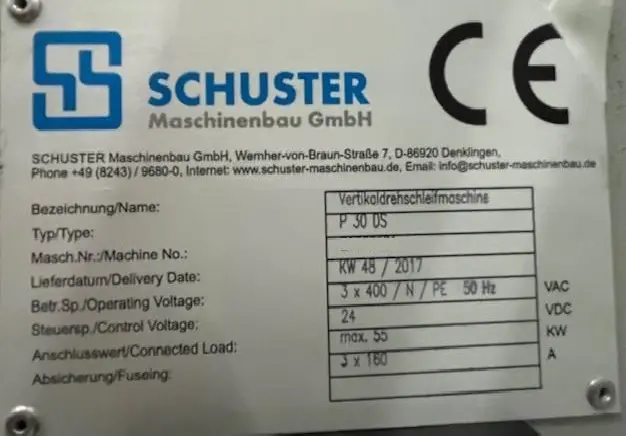 SCHUSTER
Maschinenbau GmbH
CE
SCHUSTER Maschinenbau GmbH, Wernher-von-Braun-Straße 7, D-86920 Denklingen,
Phone +49 (8243) / 9680-0, Internet: www.schuster-maschinenbau.de, Email: info@schuster-maschinenbau.de
Bezeichnung/Name: Vertikaldrehschleifmaschine
Typ/Type: P 30 DS
Masch.Nr.:/Machine No.:
Lieferdatum/Delivery Date: KW 48 / 2017
Betr.Sp./Operating Voltage: 3 x 400 / N / PE 50 Hz VAC
Steuersp./Control Voltage: 24 VDC
Anschlusswert/Connected Load: max. 55 KW
Absicherung/Fuseing: 3 x 160 A